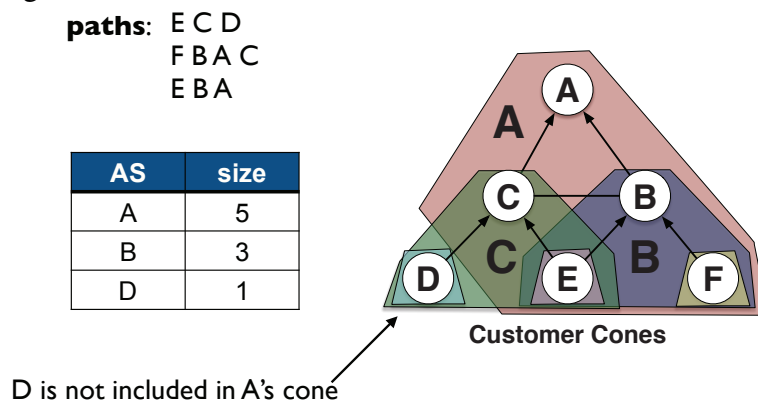 paths: E C D
F B A C
E B A
AS size
A 5
B 3
D 1
A
A
C
B
C
B
D
E
F
Customer Cones
D is not included in A's cone